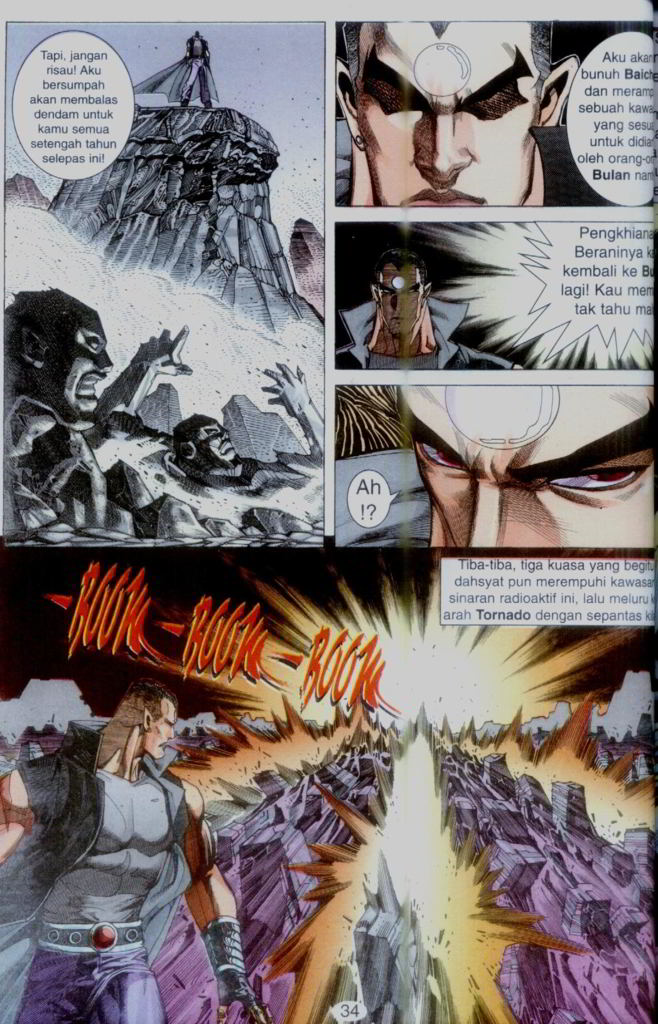 Tapi, jangan
risau! Aku
bersumpah
akan membalas
dendam untuk
kamu semua
setengah tahun
selepas ini!
Aku akan
bunuh
dan
sebuah
yang
untuk
oleh
Bulan
Beraninya
kembali ke
lagi! Kau
tak tahu
Ah
!?
Tiba-tiba, tiga kuasa yang
dahsyat pun merempuhi
sinaran radioaktif ini, lalu
arah Tornado dengan sepantas
BOOM
BOOM
BOOM
34